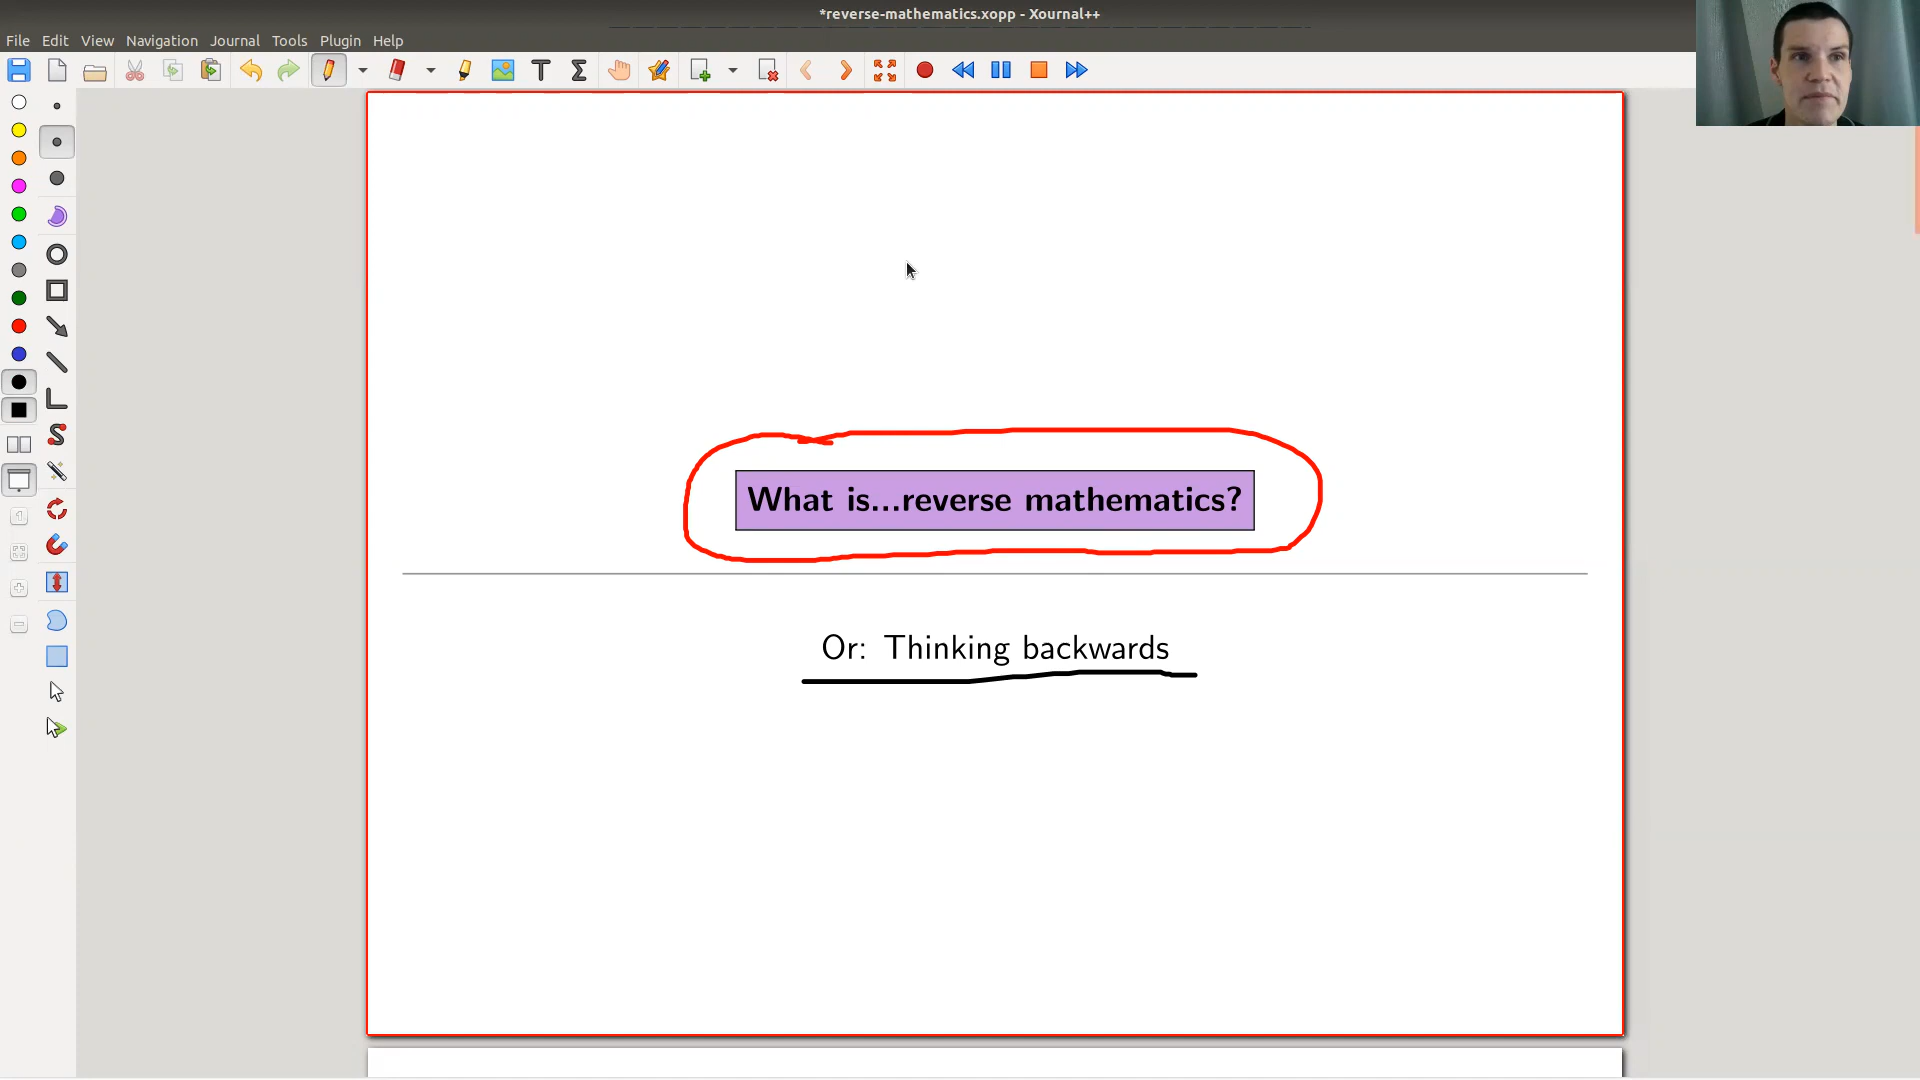 *reverse-mathematics.xopp - Xournal++
File Edit View Navigation Journal Tools Plugin Help
What is...reverse mathematics?
Or: Thinking backwards